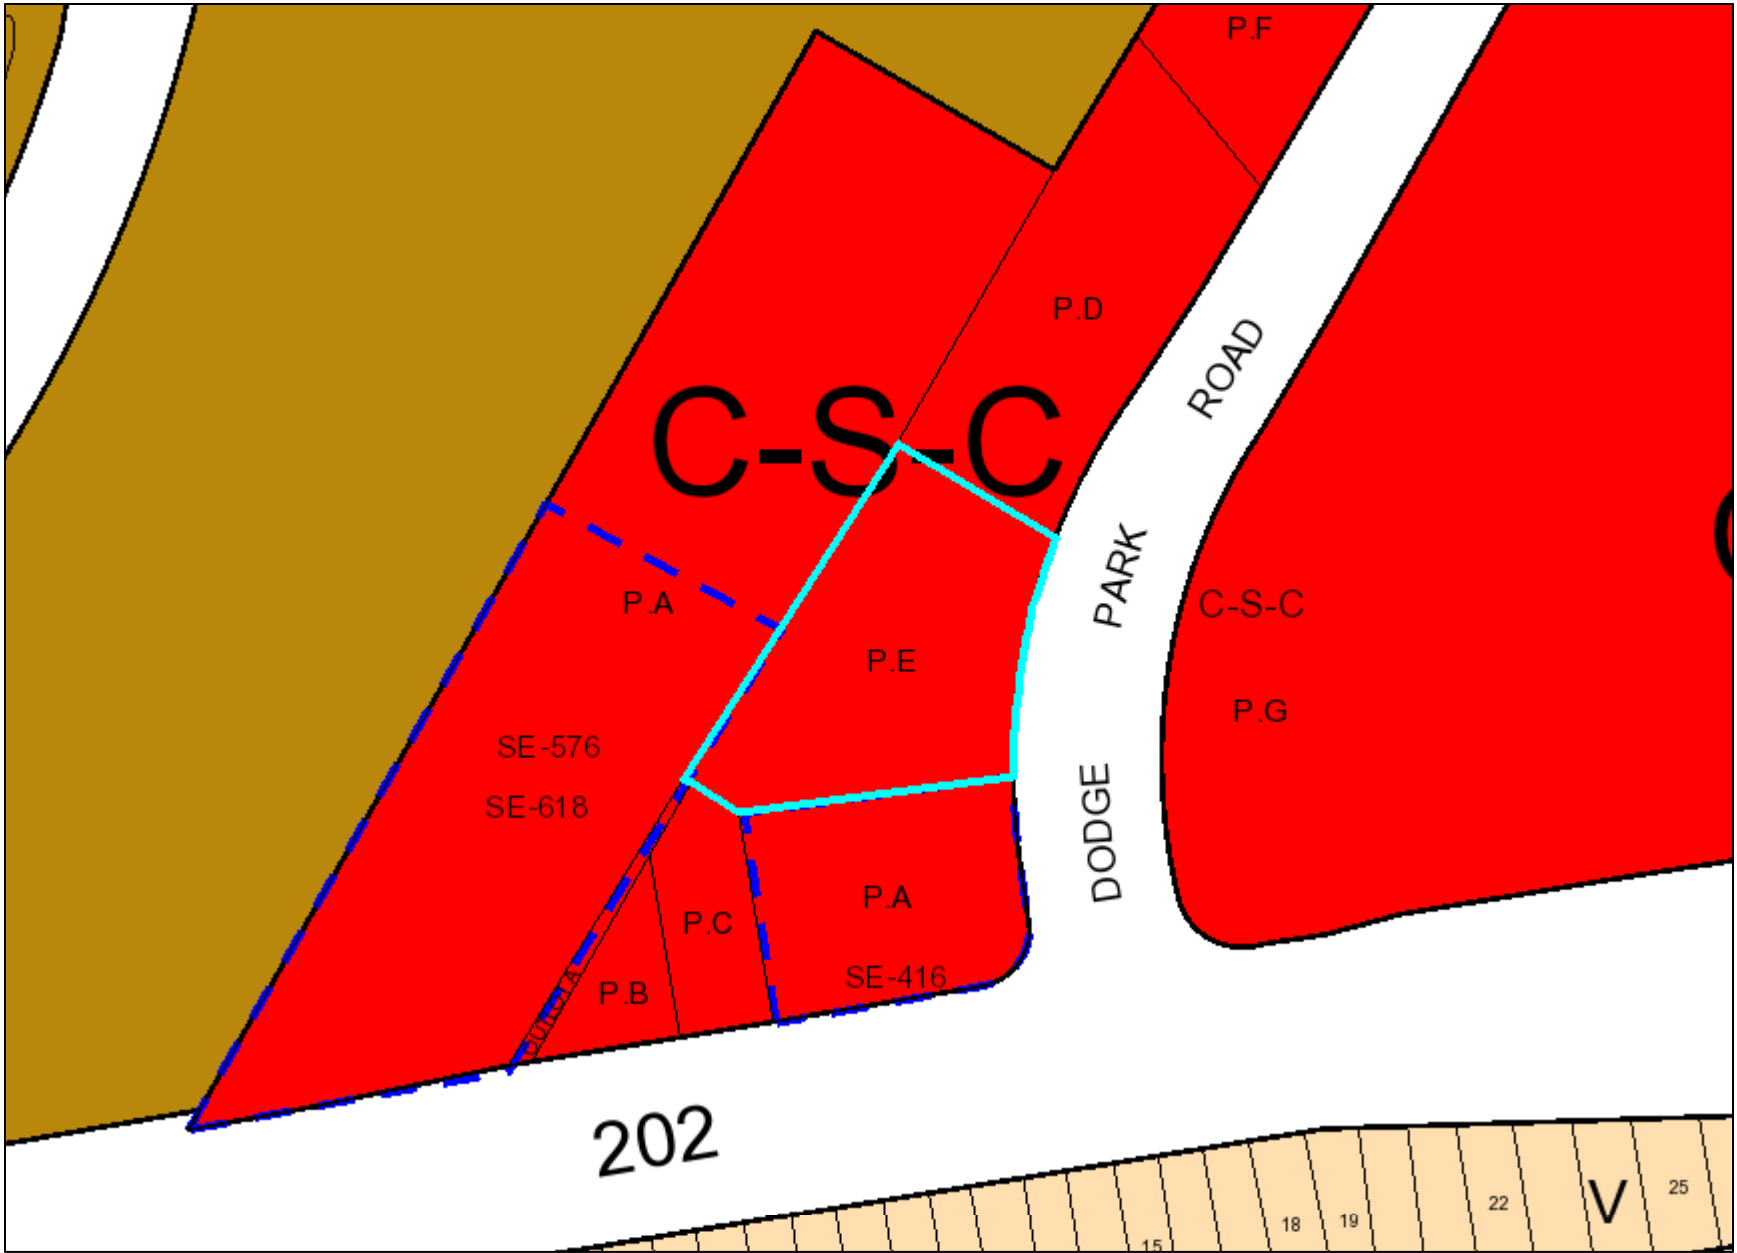 P.F
P.D
ROAD
C-S-C
PARK
P.A
C-S-C
P.E
P.G
SE-576
SE-618
DODGE
P.A
P.C
SE-416
P.B
202
V
25
22
19
18
15